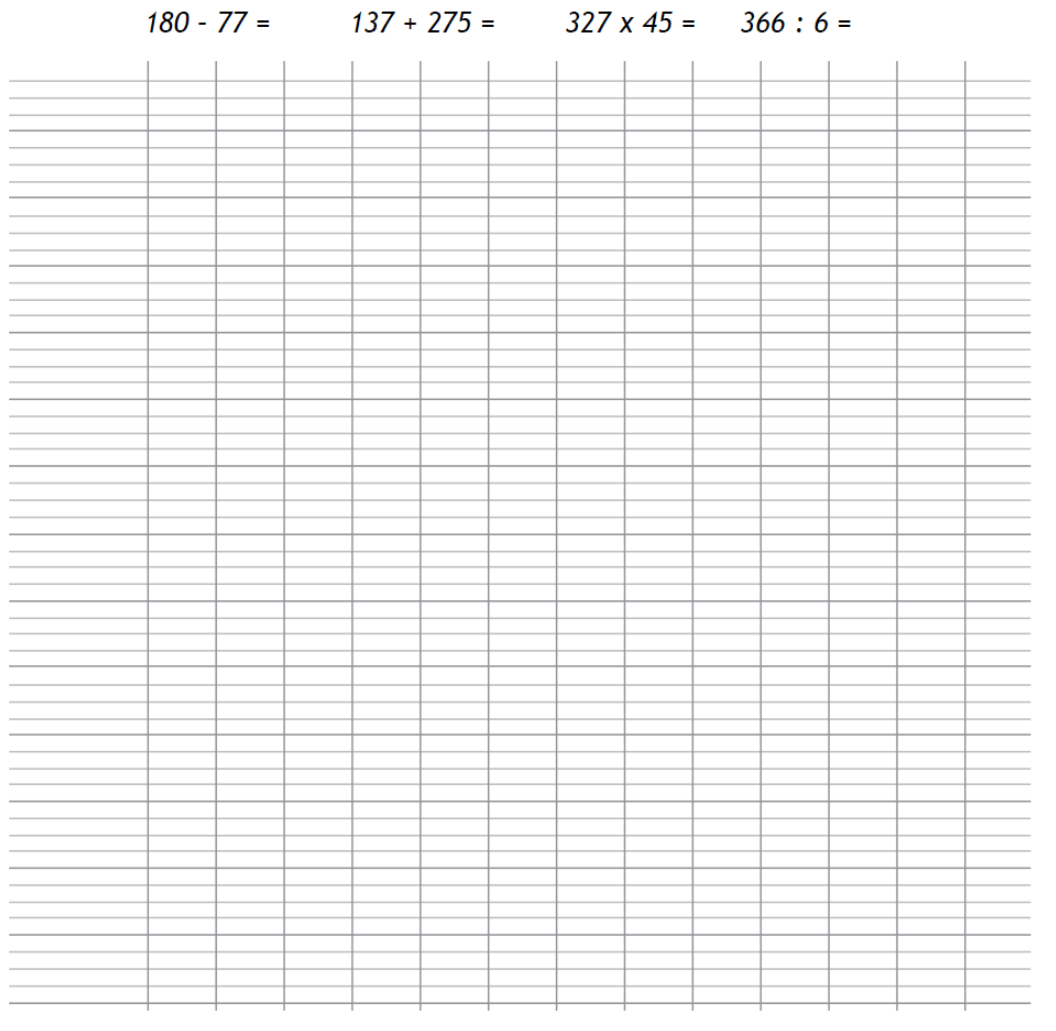 180 - 77 = 137 + 275 = 327 x 45 = 366 : 6 =